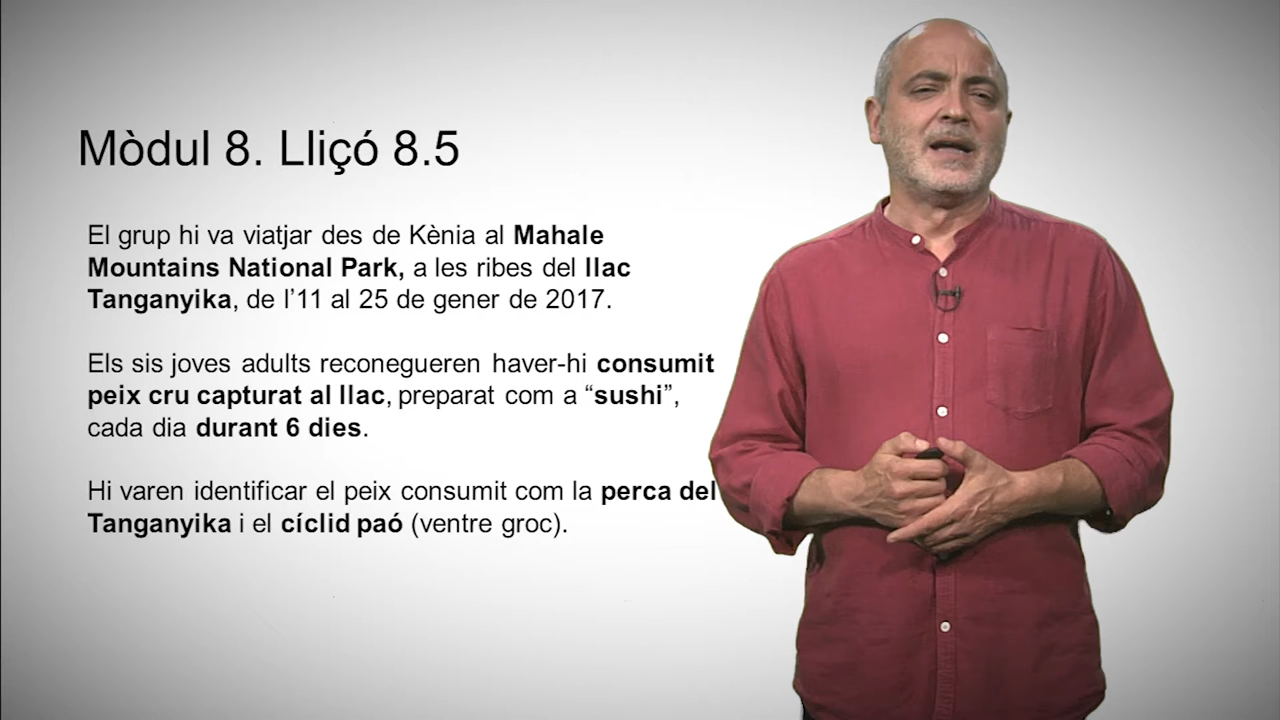 Mòdul 8. Lliçó 8.5
El grup hi va viatjar des de Kènia al Mahale
Mountains National Park, a les ribes del llac
Tanganyika, de l’11 al 25 de gener de 2017.
Els sis joves adults reconegueren haver-hi consumit
peix cru capturat al llac, preparat com a “sushi”,
cada dia durant 6 dies.
Hi varen identificar el peix consumit com la perca del
Tanganyika i el cíclid paó (ventre groc).